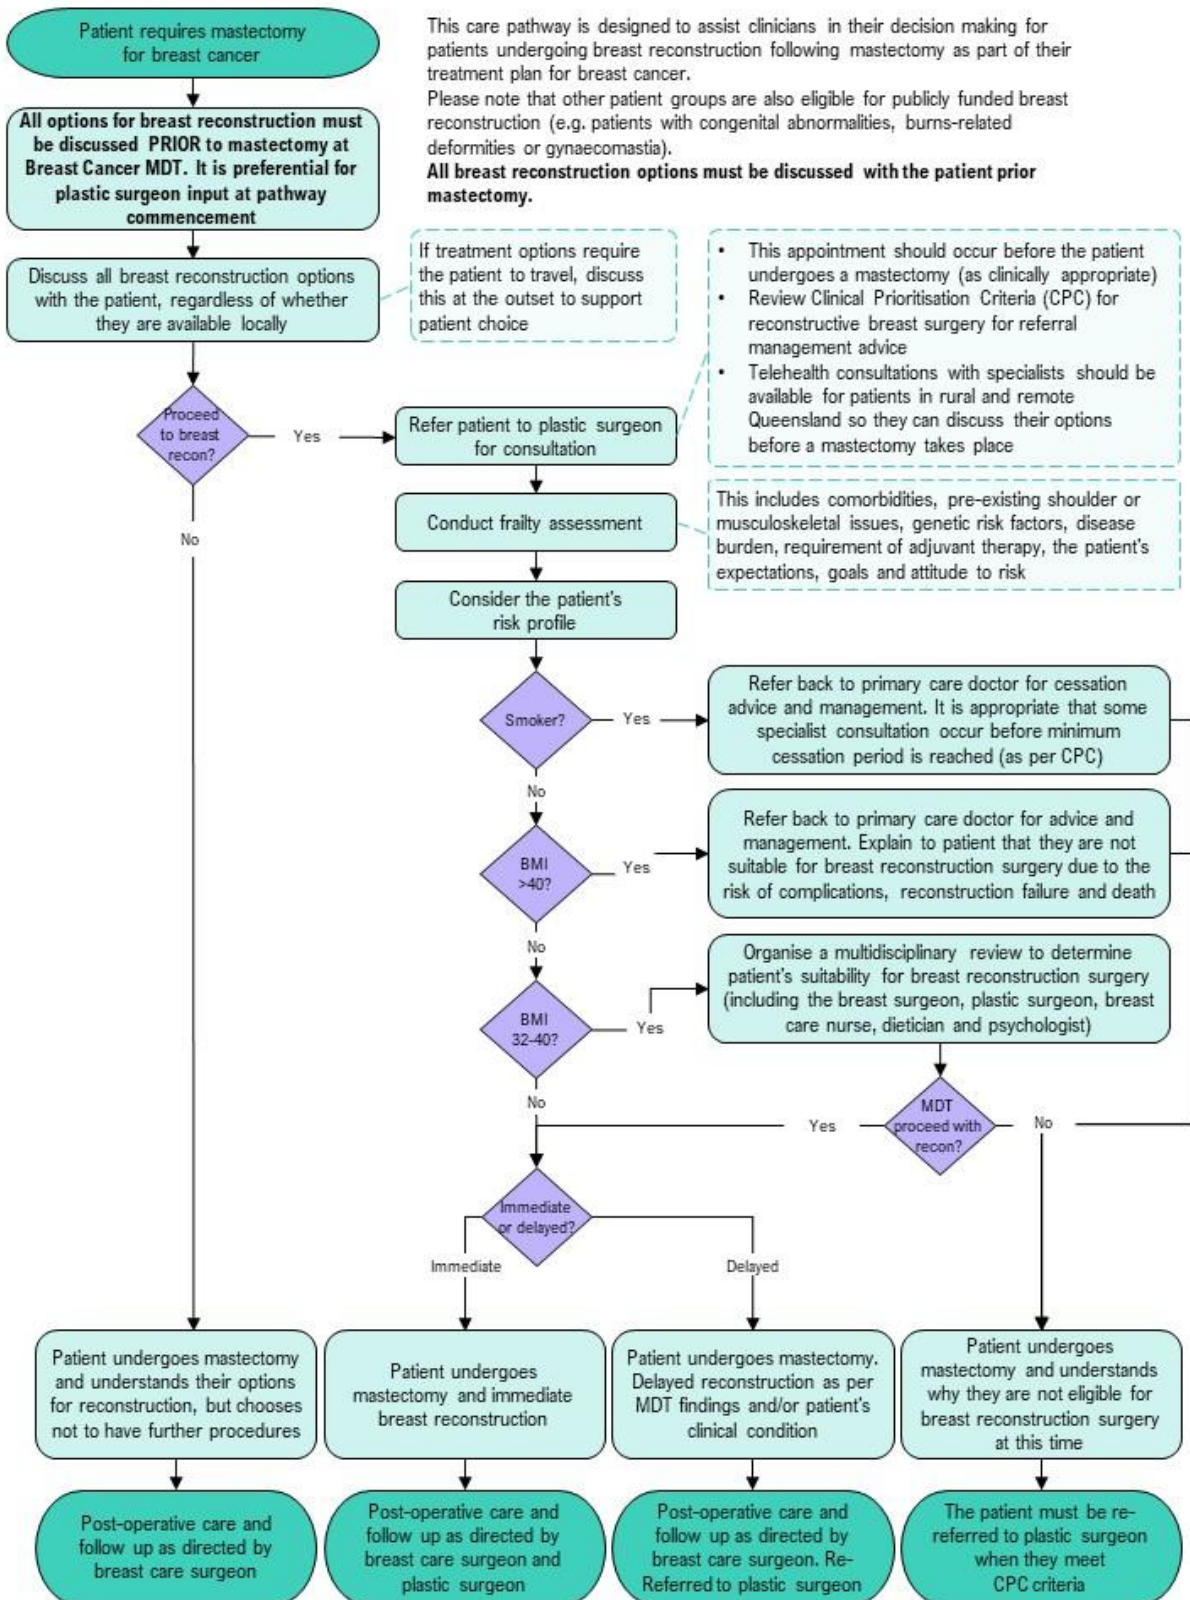 Patient requires mastectomy
for breast cancer
This care pathway is designed to assist clinicians in their decision making for
patients undergoing breast reconstruction following mastectomy as part of their
treatment plan for breast cancer.
Please note that other patient groups are also eligible for publicly funded breast
reconstruction (e.g. patients with congenital abnormalities, burns-related
deformities or gynaecomastia).
All breast reconstruction options must be discussed with the patient prior
mastectomy.
All options for breast reconstruction must
be discussed PRIOR to mastectomy at
Breast Cancer MDT. It is preferential for
plastic surgeon input at pathway
commencement
Discuss all breast reconstruction options
with the patient, regardless of whether
they are available locally
If treatment options require
the patient to travel, discuss
this at the outset to support
patient choice
• This appointment should occur before the patient
undergoes a mastectomy (as clinically appropriate)
• Review Clinical Prioritisation Criteria (CPC) for
reconstructive breast surgery for referral
management advice
• Telehealth consultations with specialists should be
available for patients in rural and remote
Queensland so they can discuss their options
before a mastectomy takes place
Proceed
to breast
recon?
Yes
Refer patient to plastic surgeon
for consultation
No
Conduct frailty assessment
This includes comorbidities, pre-existing shoulder or
musculoskeletal issues, genetic risk factors, disease
burden, requirement of adjuvant therapy, the patient's
expectations, goals and attitude to risk
Consider the patient's
risk profile
Smoker?
Yes
Refer back to primary care doctor for cessation
advice and management. It is appropriate that some
specialist consultation occur before minimum
cessation period is reached (as per CPC)
No
BMI
>40?
Yes
Refer back to primary care doctor for advice and
management. Explain to patient that they are not
suitable for breast reconstruction surgery due to the
risk of complications, reconstruction failure and death
No
BMI
32-40?
Yes
Organise a multidisciplinary review to determine
patient's suitability for breast reconstruction surgery
(including the breast surgeon, plastic surgeon, breast
care nurse, dietician and psychologist)
No
MDT
proceed with
recon?
Yes
No
Immediate
or delayed?
Immediate
Delayed
Patient undergoes mastectomy
and understands their options
for reconstruction, but chooses
not to have further procedures
Patient undergoes
mastectomy and immediate
breast reconstruction
Patient undergoes mastectomy.
Delayed reconstruction as per
MDT findings and/or patient's
clinical condition
Patient undergoes
mastectomy and understands
why they are not eligible for
breast reconstruction surgery
at this time
Post-operative care and
follow up as directed by
breast care surgeon
Post-operative care and
follow up as directed by
breast care surgeon and
plastic surgeon
Post-operative care and
follow up as directed by
breast care surgeon. Re-
Referred to plastic surgeon
The patient must be re-
referred to plastic surgeon
when they meet
CPC criteria